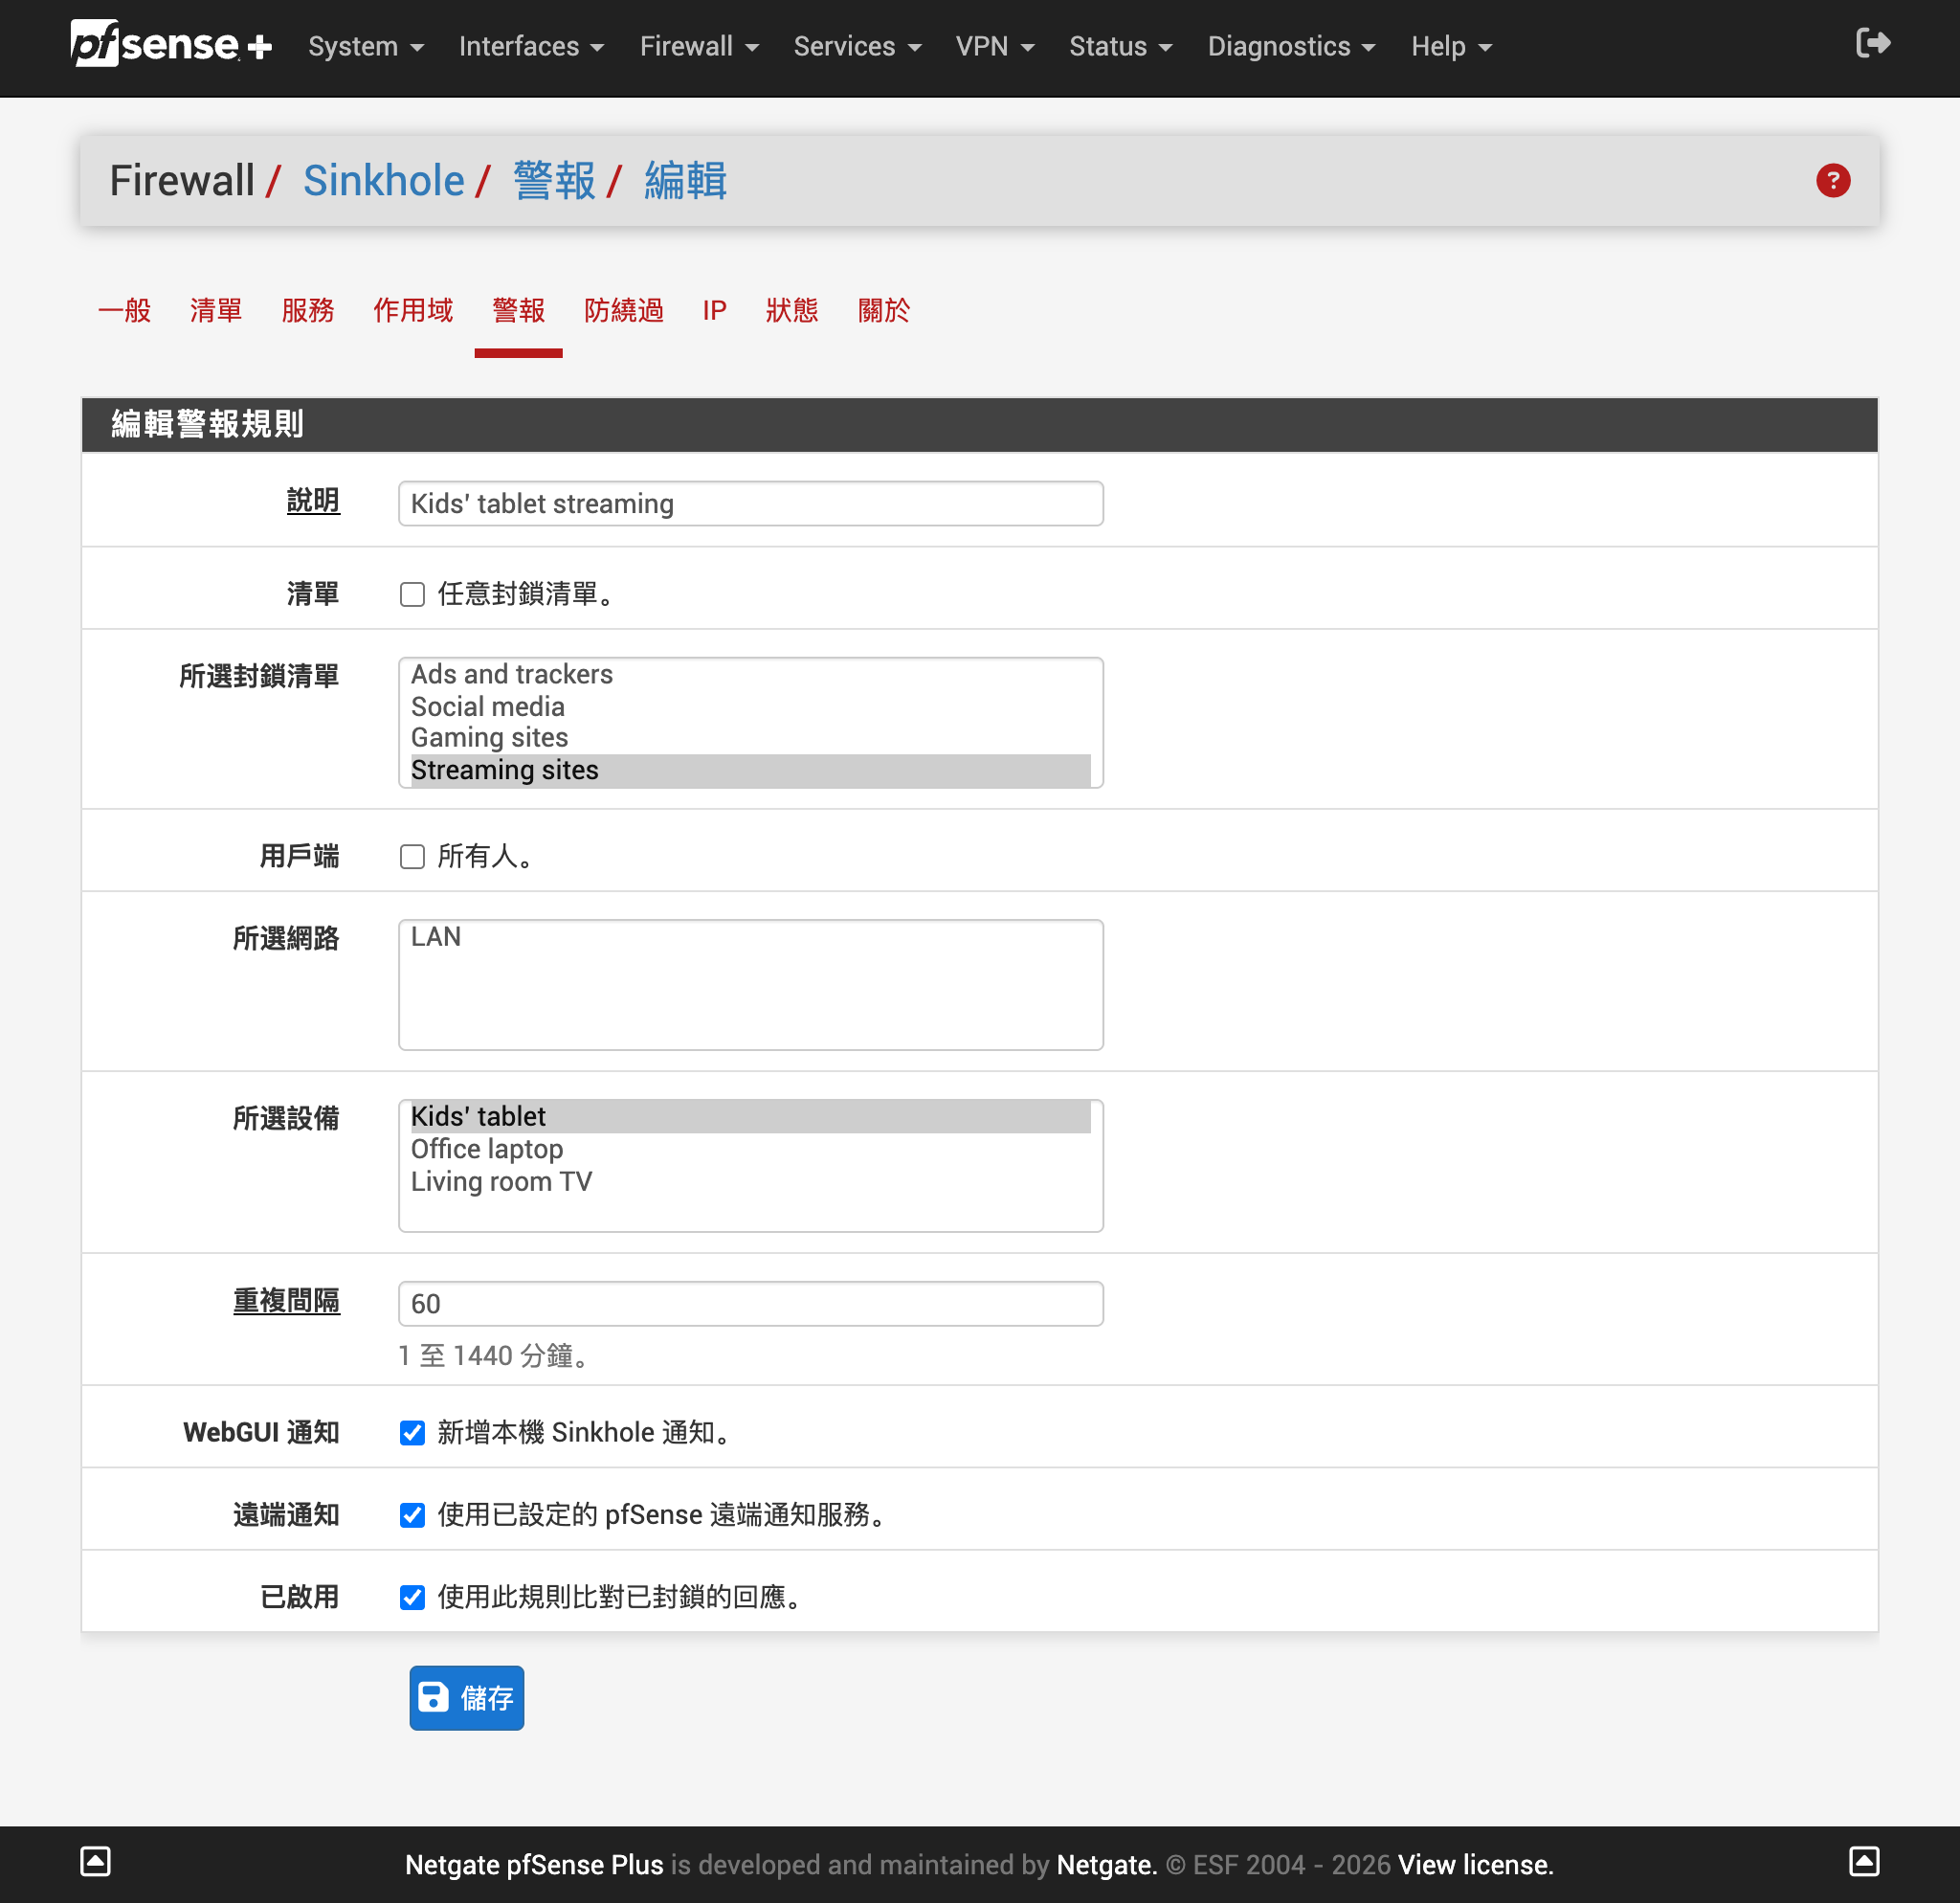 pfsense + System Interfaces Firewall Services VPN Status Diagnostics Help
Firewall / Sinkhole / 警報 / 編輯
?
一般 清單 服務 作用域 警報 防繞過 IP 狀態 關於
編輯警報規則
說明 Kids' tablet streaming
清單 任意封鎖清單。
所選封鎖清單 Ads and trackers
Social media
Gaming sites
Streaming sites
用戶端 所有人。
所選網路 LAN
所選設備 Kids' tablet
Office laptop
Living room TV
重複間隔 60
1 至 1440 分鐘。
WebGUI 通知 新增本機 Sinkhole 通知。
遠端通知 使用已設定的 pfSense 遠端通知服務。
已啟用 使用此規則比對已封鎖的回應。
儲存
Netgate pfSense Plus is developed and maintained by Netgate. © ESF 2004 - 2026 View license.